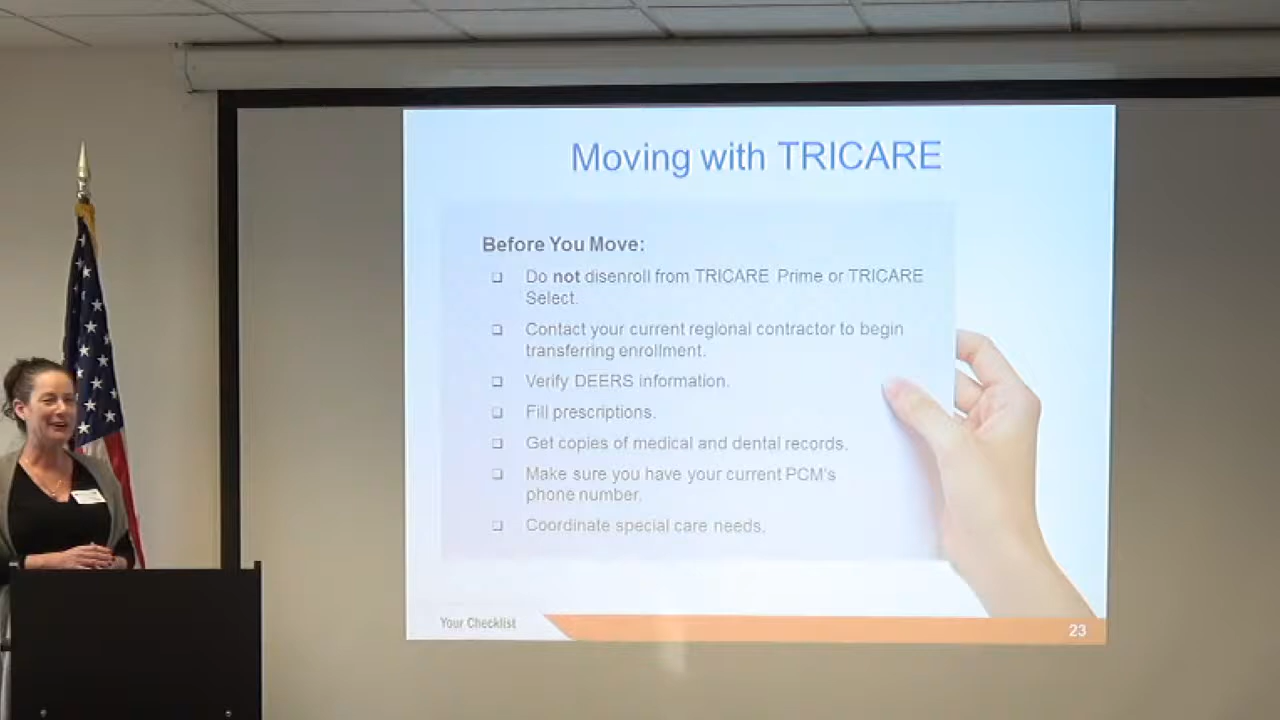 Moving with TRICARE
Before You Move:
❑ Do not disenroll from TRICARE Prime or TRICARE
Select.
❑ Contact your current regional contractor to begin
transferring enrollment.
❑ Verify DEERS information.
❑ Fill prescriptions.
❑ Get copies of medical and dental records.
❑ Make sure you have your current PCM's
phone number.
❑ Coordinate special care needs.
Your Checklist
23